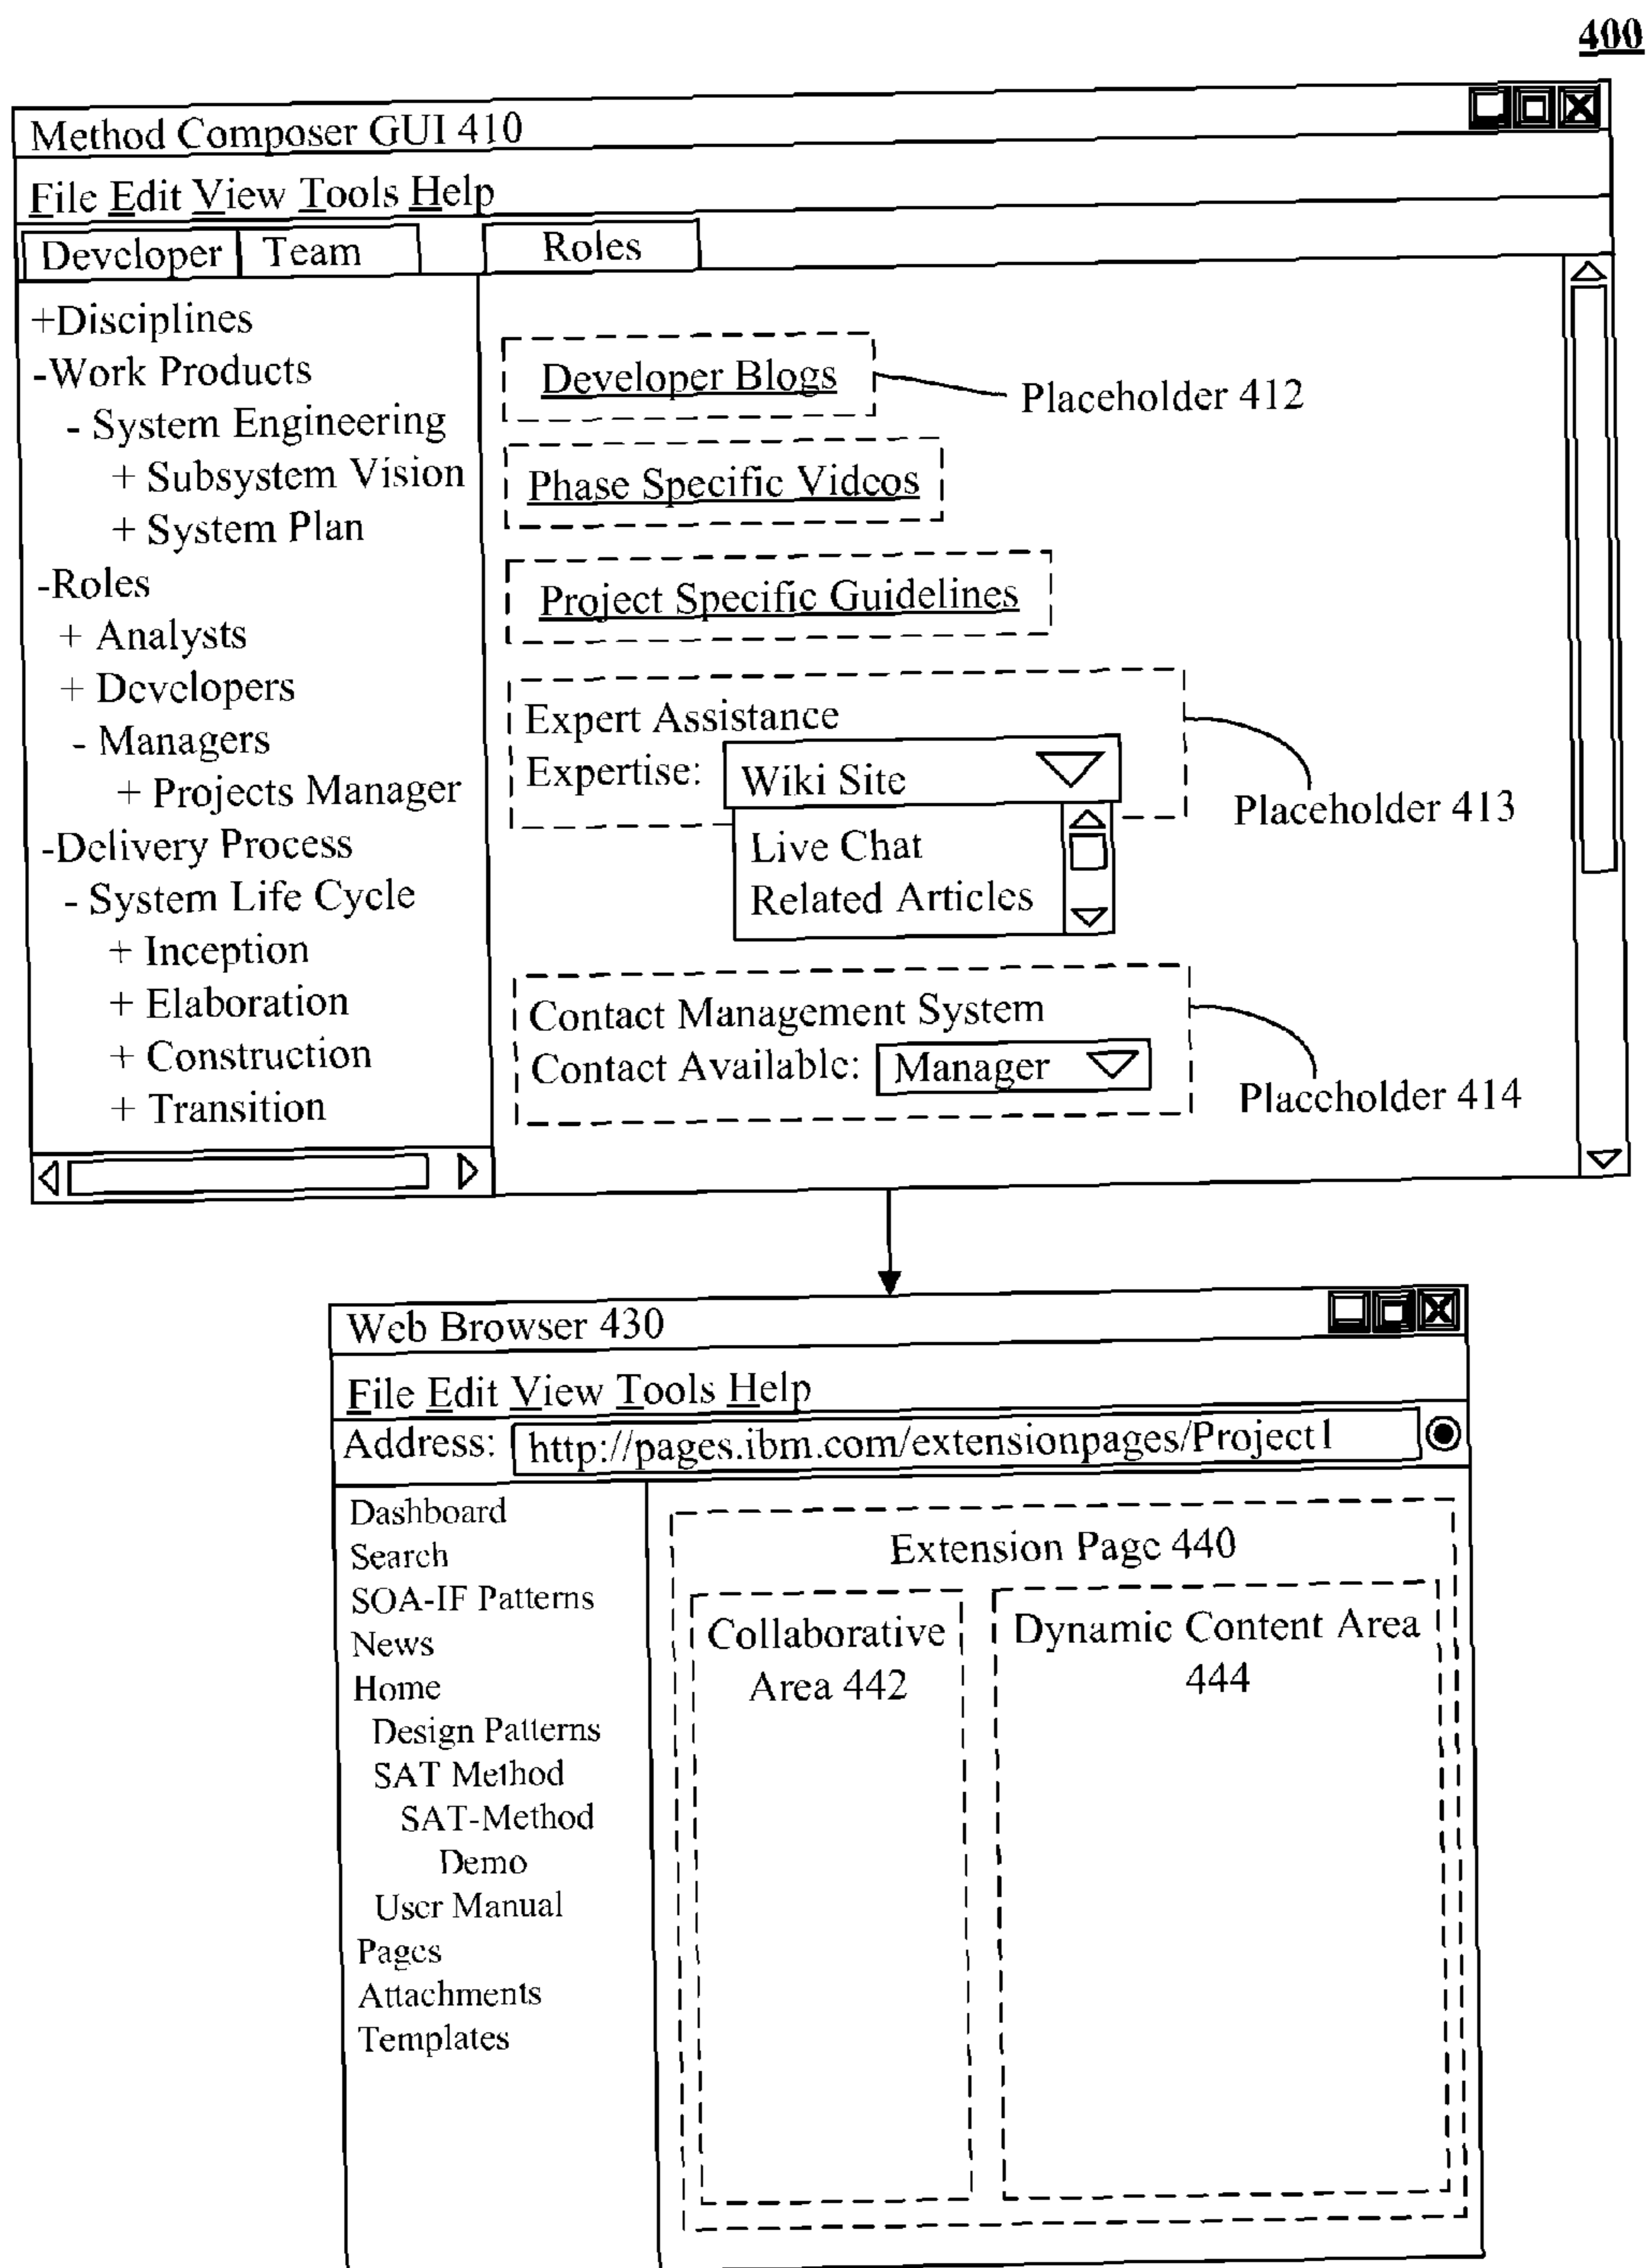 400
Method Composer GUI 410
File Edit View Tools Help
Developer Team Roles
+Disciplines
-Work Products
- System Engineering
+ Subsystem Vision
+ System Plan
-Roles
+ Analysts
+ Developers
- Managers
+ Projects Manager
-Delivery Process
- System Life Cycle
+ Inception
+ Elaboration
+ Construction
+ Transition
Developer Blogs
Placeholder 412
Phase Specific Videos
Project Specific Guidelines
Expert Assistance
Expertise: Wiki Site
Live Chat
Related Articles
Placeholder 413
Contact Management System
Contact Available: Manager
Placeholder 414
Web Browser 430
File Edit View Tools Help
Address: http://pages.ibm.com/extensionpages/Project1
Dashboard
Search
SOA-IF Patterns
News
Home
Design Patterns
SAT Method
SAT-Method
Demo
User Manual
Pages
Attachments
Templates
Extension Page 440
Collaborative
Area 442
Dynamic Content Area
444